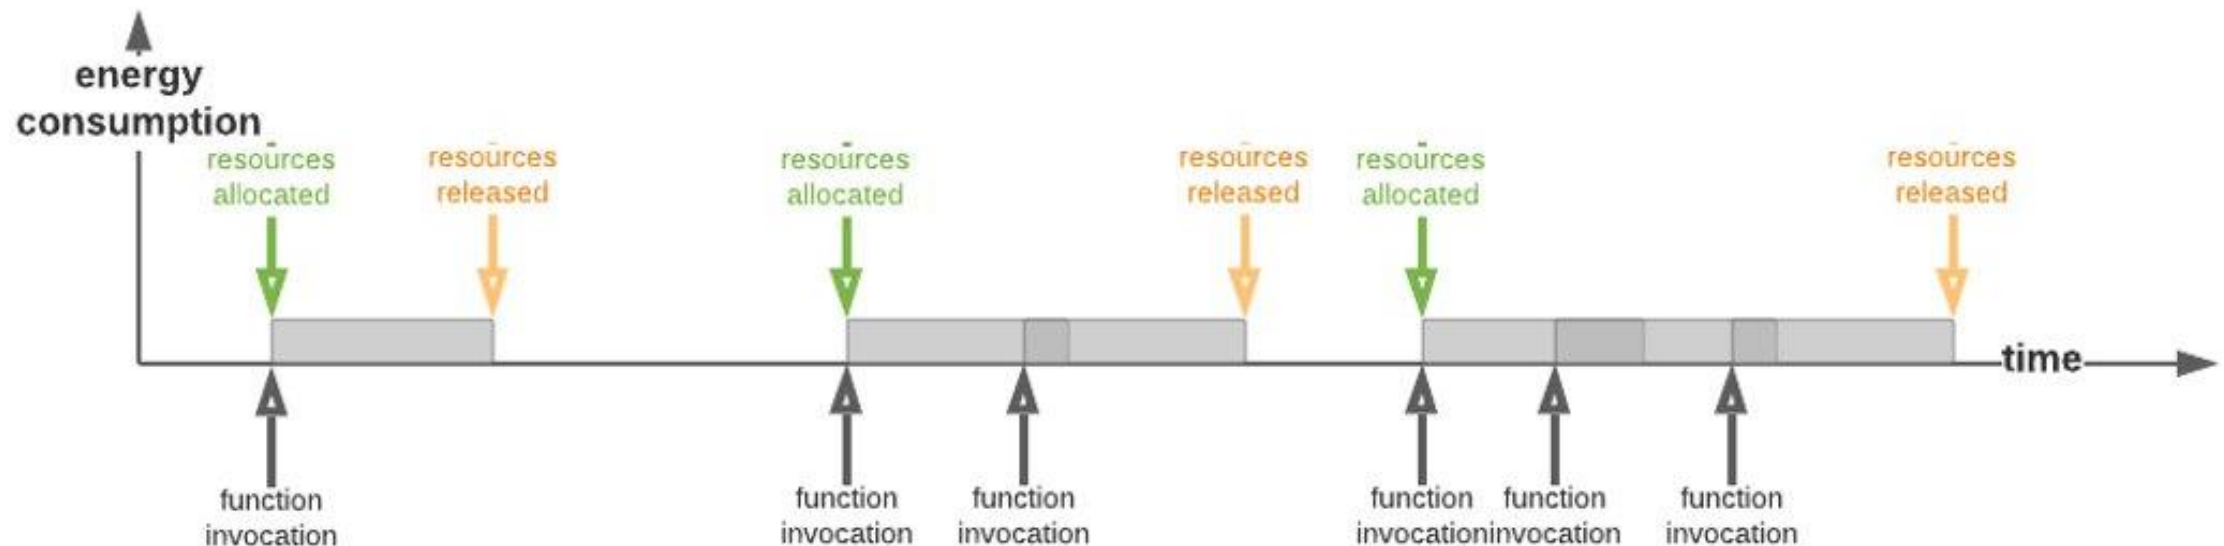 energy
consumption
resources
allocated
resources
released
resources
allocated
resources
released
resources
allocated
resources
released
time
function
invocation
function
invocation
function
invocation
function
invocation
function
invocation
function
invocation